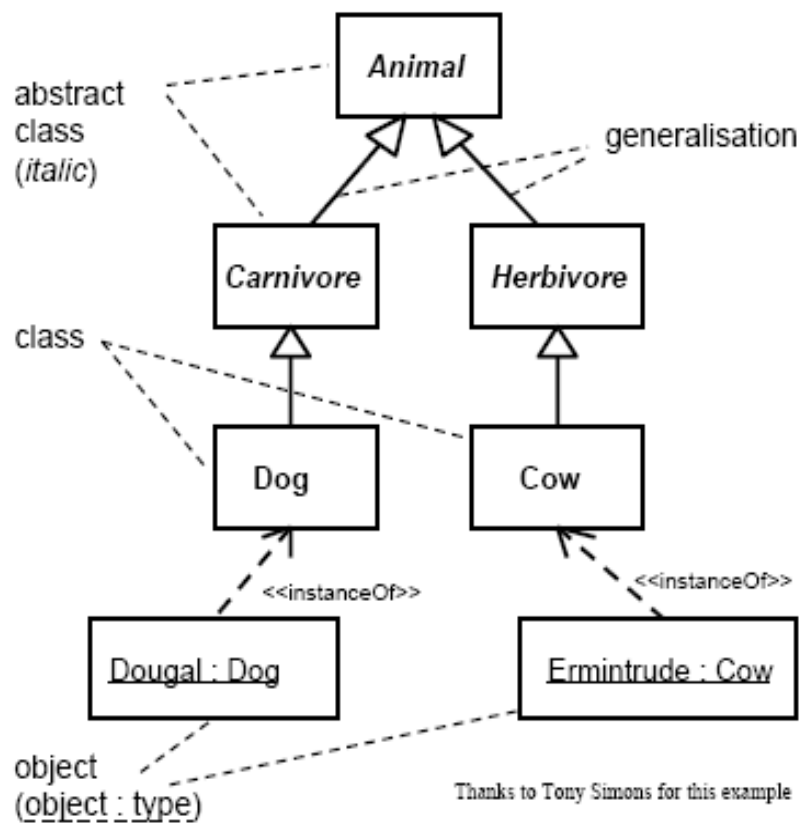 Animal
abstract
class
(italic)
generalisation
Carnivore
Herbivore
class
Dog
Cow
<<instanceOf>>
<<instanceOf>>
Dougal : Dog
Ermintrude : Cow
object
(object : type)
Thanks to Tony Simons for this example